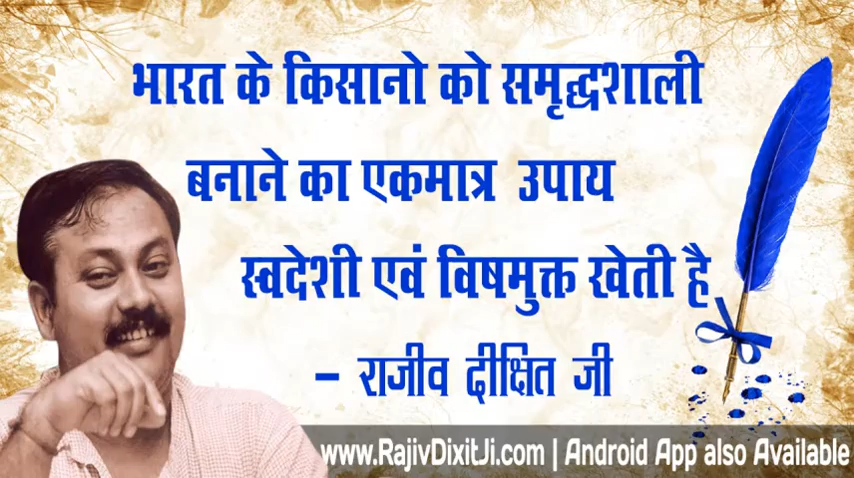 भारत के किसानो को समृद्धशाली
बनाने का एकमात्र उपाय
स्वदेशी एवं विषमुक्त खेती है
- राजीव दीक्षित जी
www.RajivDixitJi.com | Android App also Available